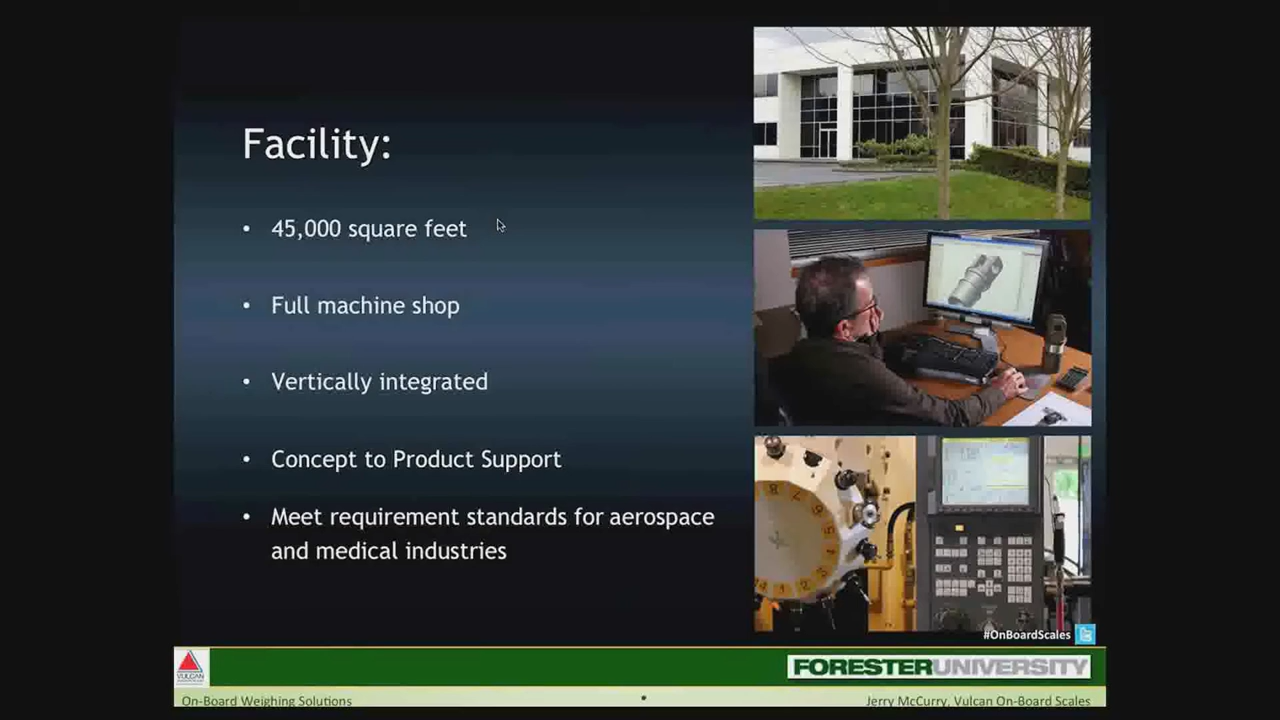 Facility:
• 45,000 square feet
• Full machine shop
• Vertically integrated
• Concept to Product Support
• Meet requirement standards for aerospace
and medical industries
#OnBoardScales
VULCAN
FORESTERUNIVERSITY
On-Board Weighing Solutions
Jerry McCurry, Vulcan On-Board Scales